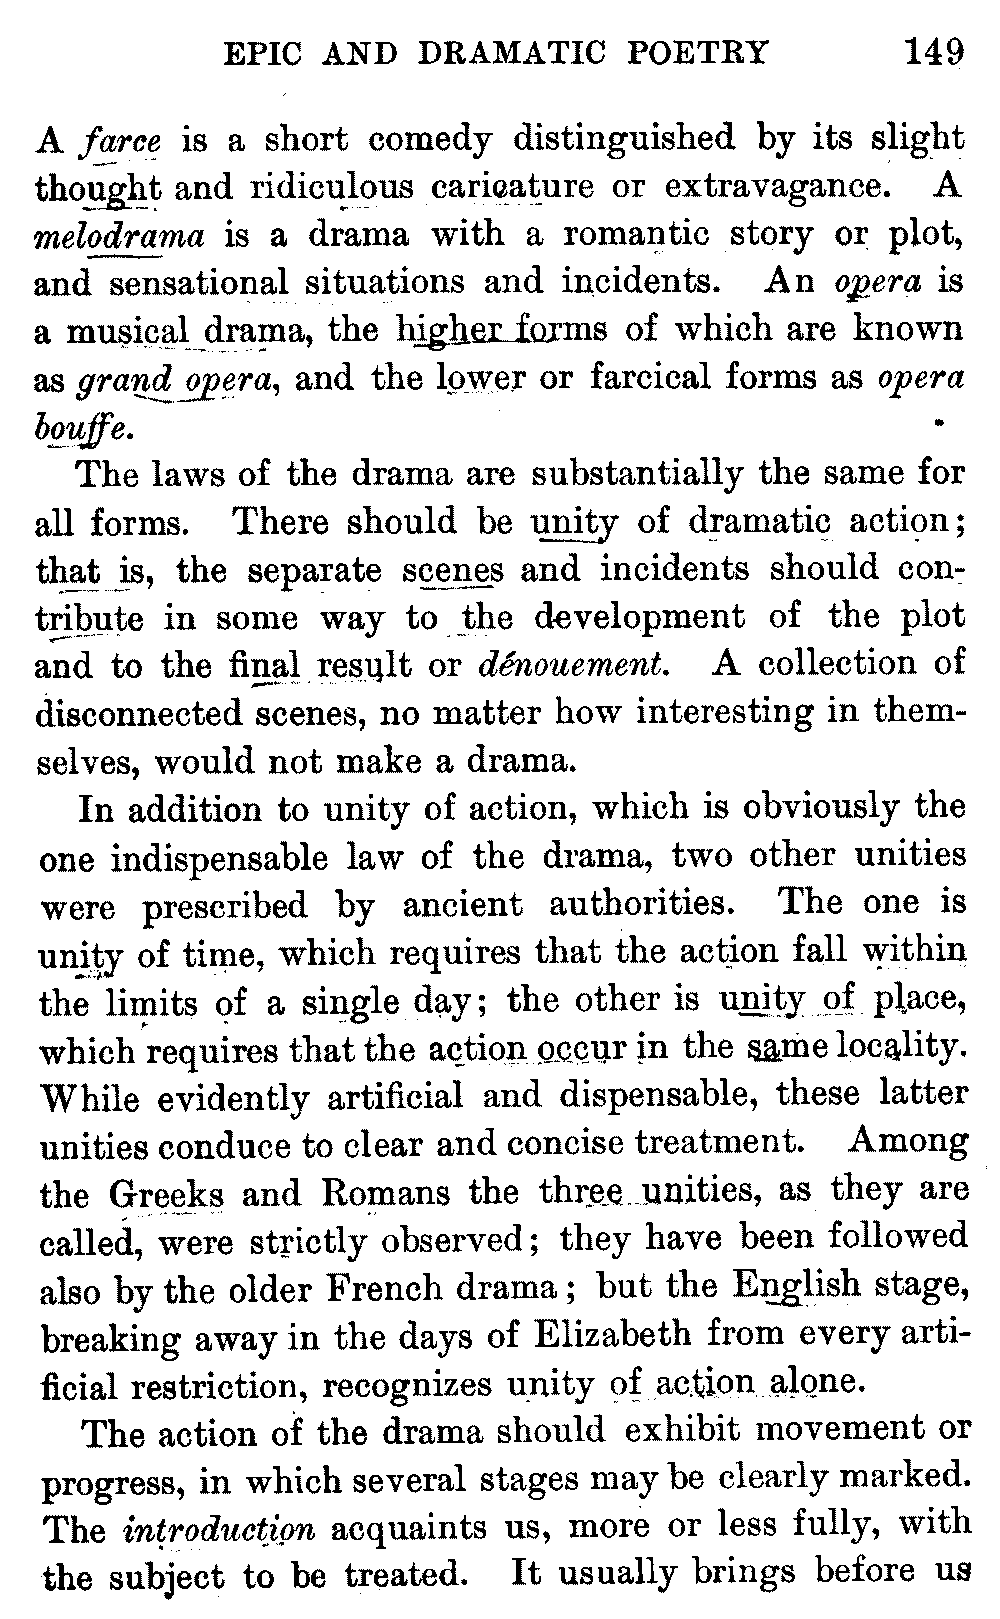 EPIC AND DRAMATIC POETRY 149
A farce is a short comedy distinguished by its slight
thought and ridiculous caricature or extravagance. A
melodrama is a drama with a romantic story or plot,
and sensational situations and incidents. An opera is
a musical drama, the higher forms of which are known
as grand opera, and the lower or farcical forms as opera
bouffe.
The laws of the drama are substantially the same for
all forms. There should be unity of dramatic action;
that is, the separate scenes and incidents should con-
tribute in some way to the development of the plot
and to the final result or dénouement. A collection of
disconnected scenes, no matter how interesting in them-
selves, would not make a drama.
In addition to unity of action, which is obviously the
one indispensable law of the drama, two other unities
were prescribed by ancient authorities. The one is
unity of time, which requires that the action fall within
the limits of a single day; the other is unity of place,
which requires that the action occur in the same locality.
While evidently artificial and dispensable, these latter
unities conduce to clear and concise treatment. Among
the Greeks and Romans the three unities, as they are
called, were strictly observed; they have been followed
also by the older French drama; but the English stage,
breaking away in the days of Elizabeth from every arti-
ficial restriction, recognizes unity of action alone.
The action of the drama should exhibit movement or
progress, in which several stages may be clearly marked.
The introduction acquaints us, more or less fully, with
the subject to be treated. It usually brings before us